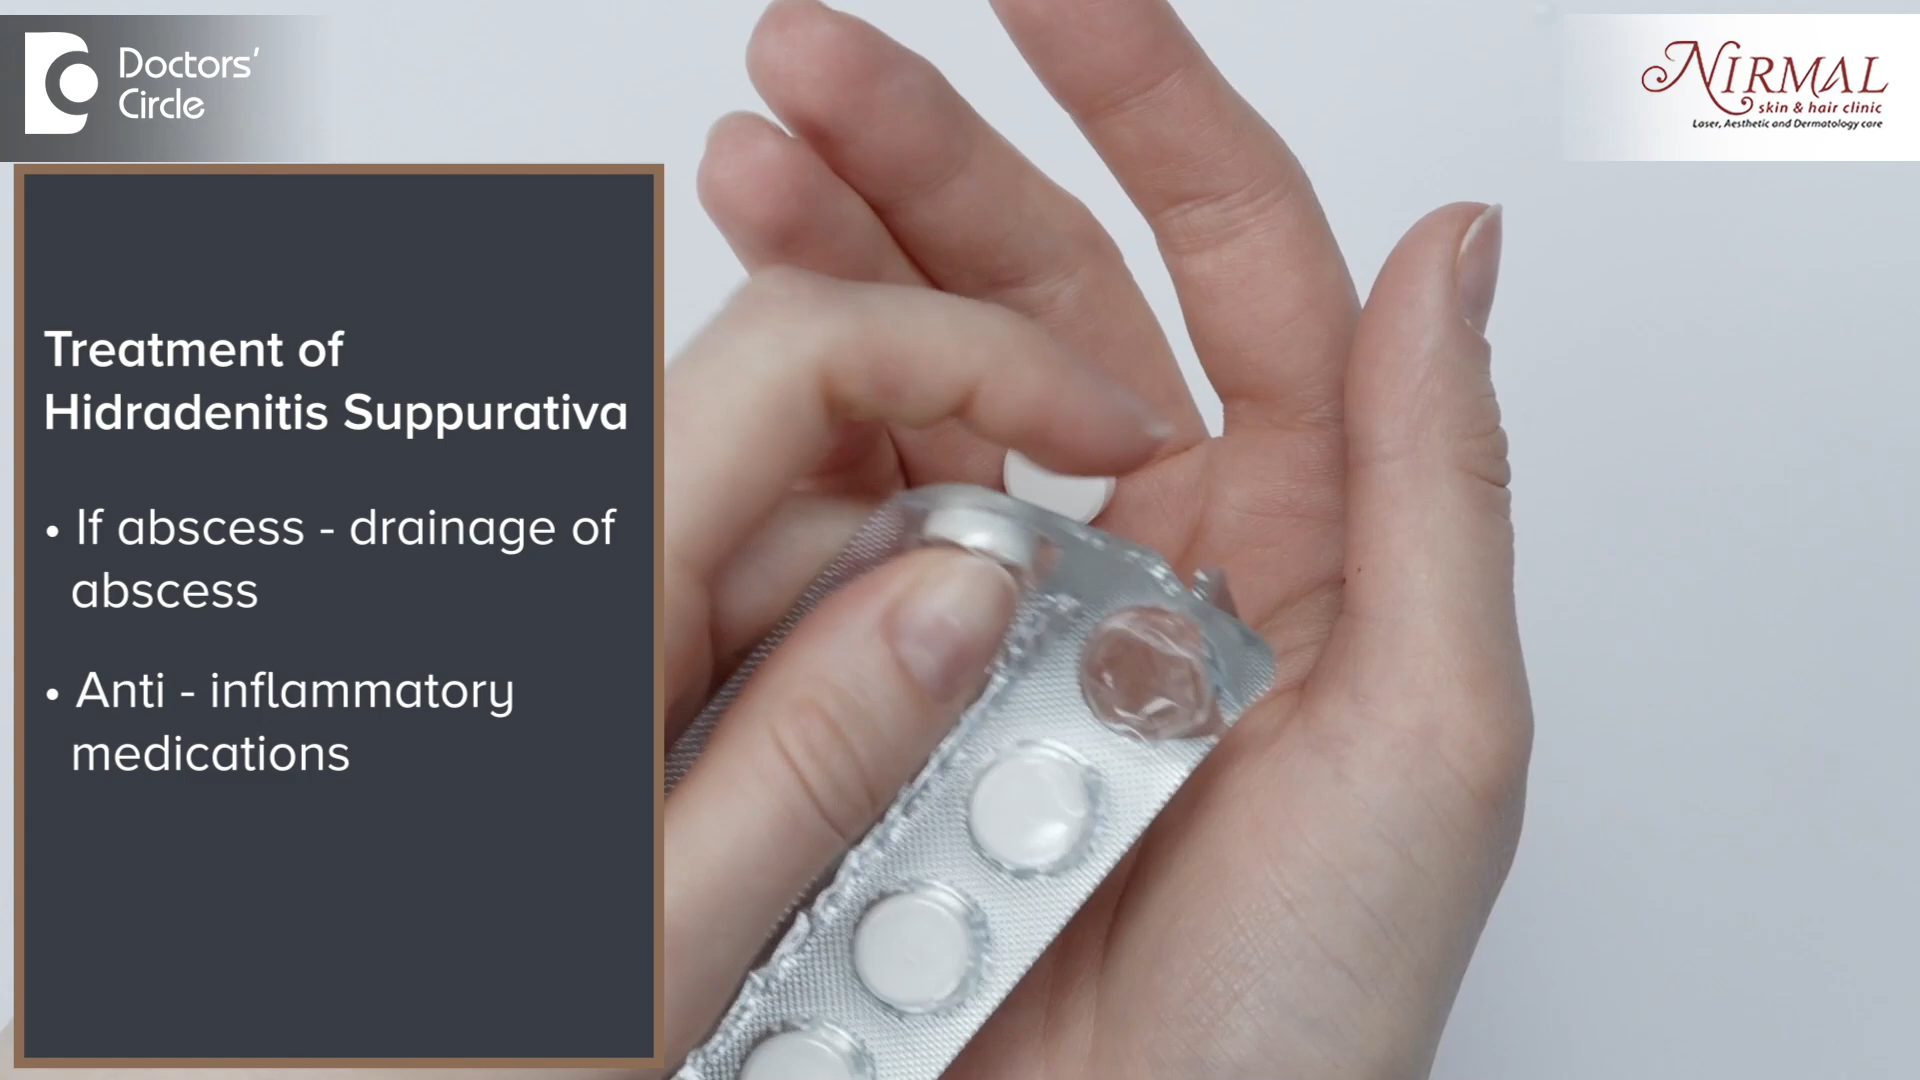 Doctors'
Circle
NIRMAL
skin & hair clinic
Laser, Aesthetic and Dermatology care
Treatment of
Hidradenitis Suppurativa
• If abscess - drainage of
abscess
• Anti - inflammatory
medications